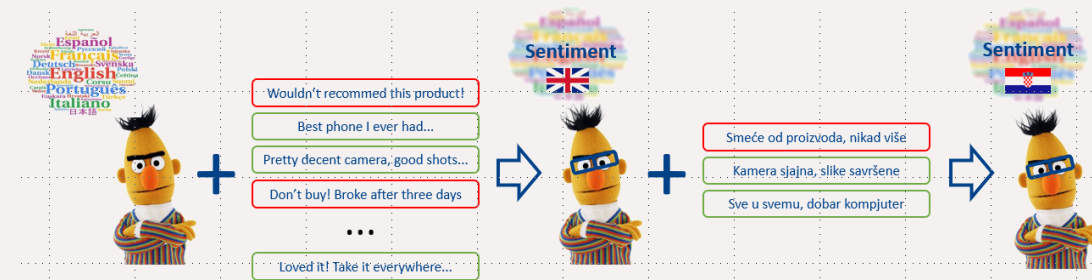 Español
Français
Deutsch
Svenska
English
Português
Italiano
日本語
Wouldn't recommed this product!
Best phone I ever had...
Pretty decent camera, good shots...
Don't buy! Broke after three days
...
Loved it! Take it everywhere...
Sentiment
Smeće od proizvoda, nikad više
Kamera sjajna, slike savršene
Sve u svemu, dobar kompjuter
Sentiment